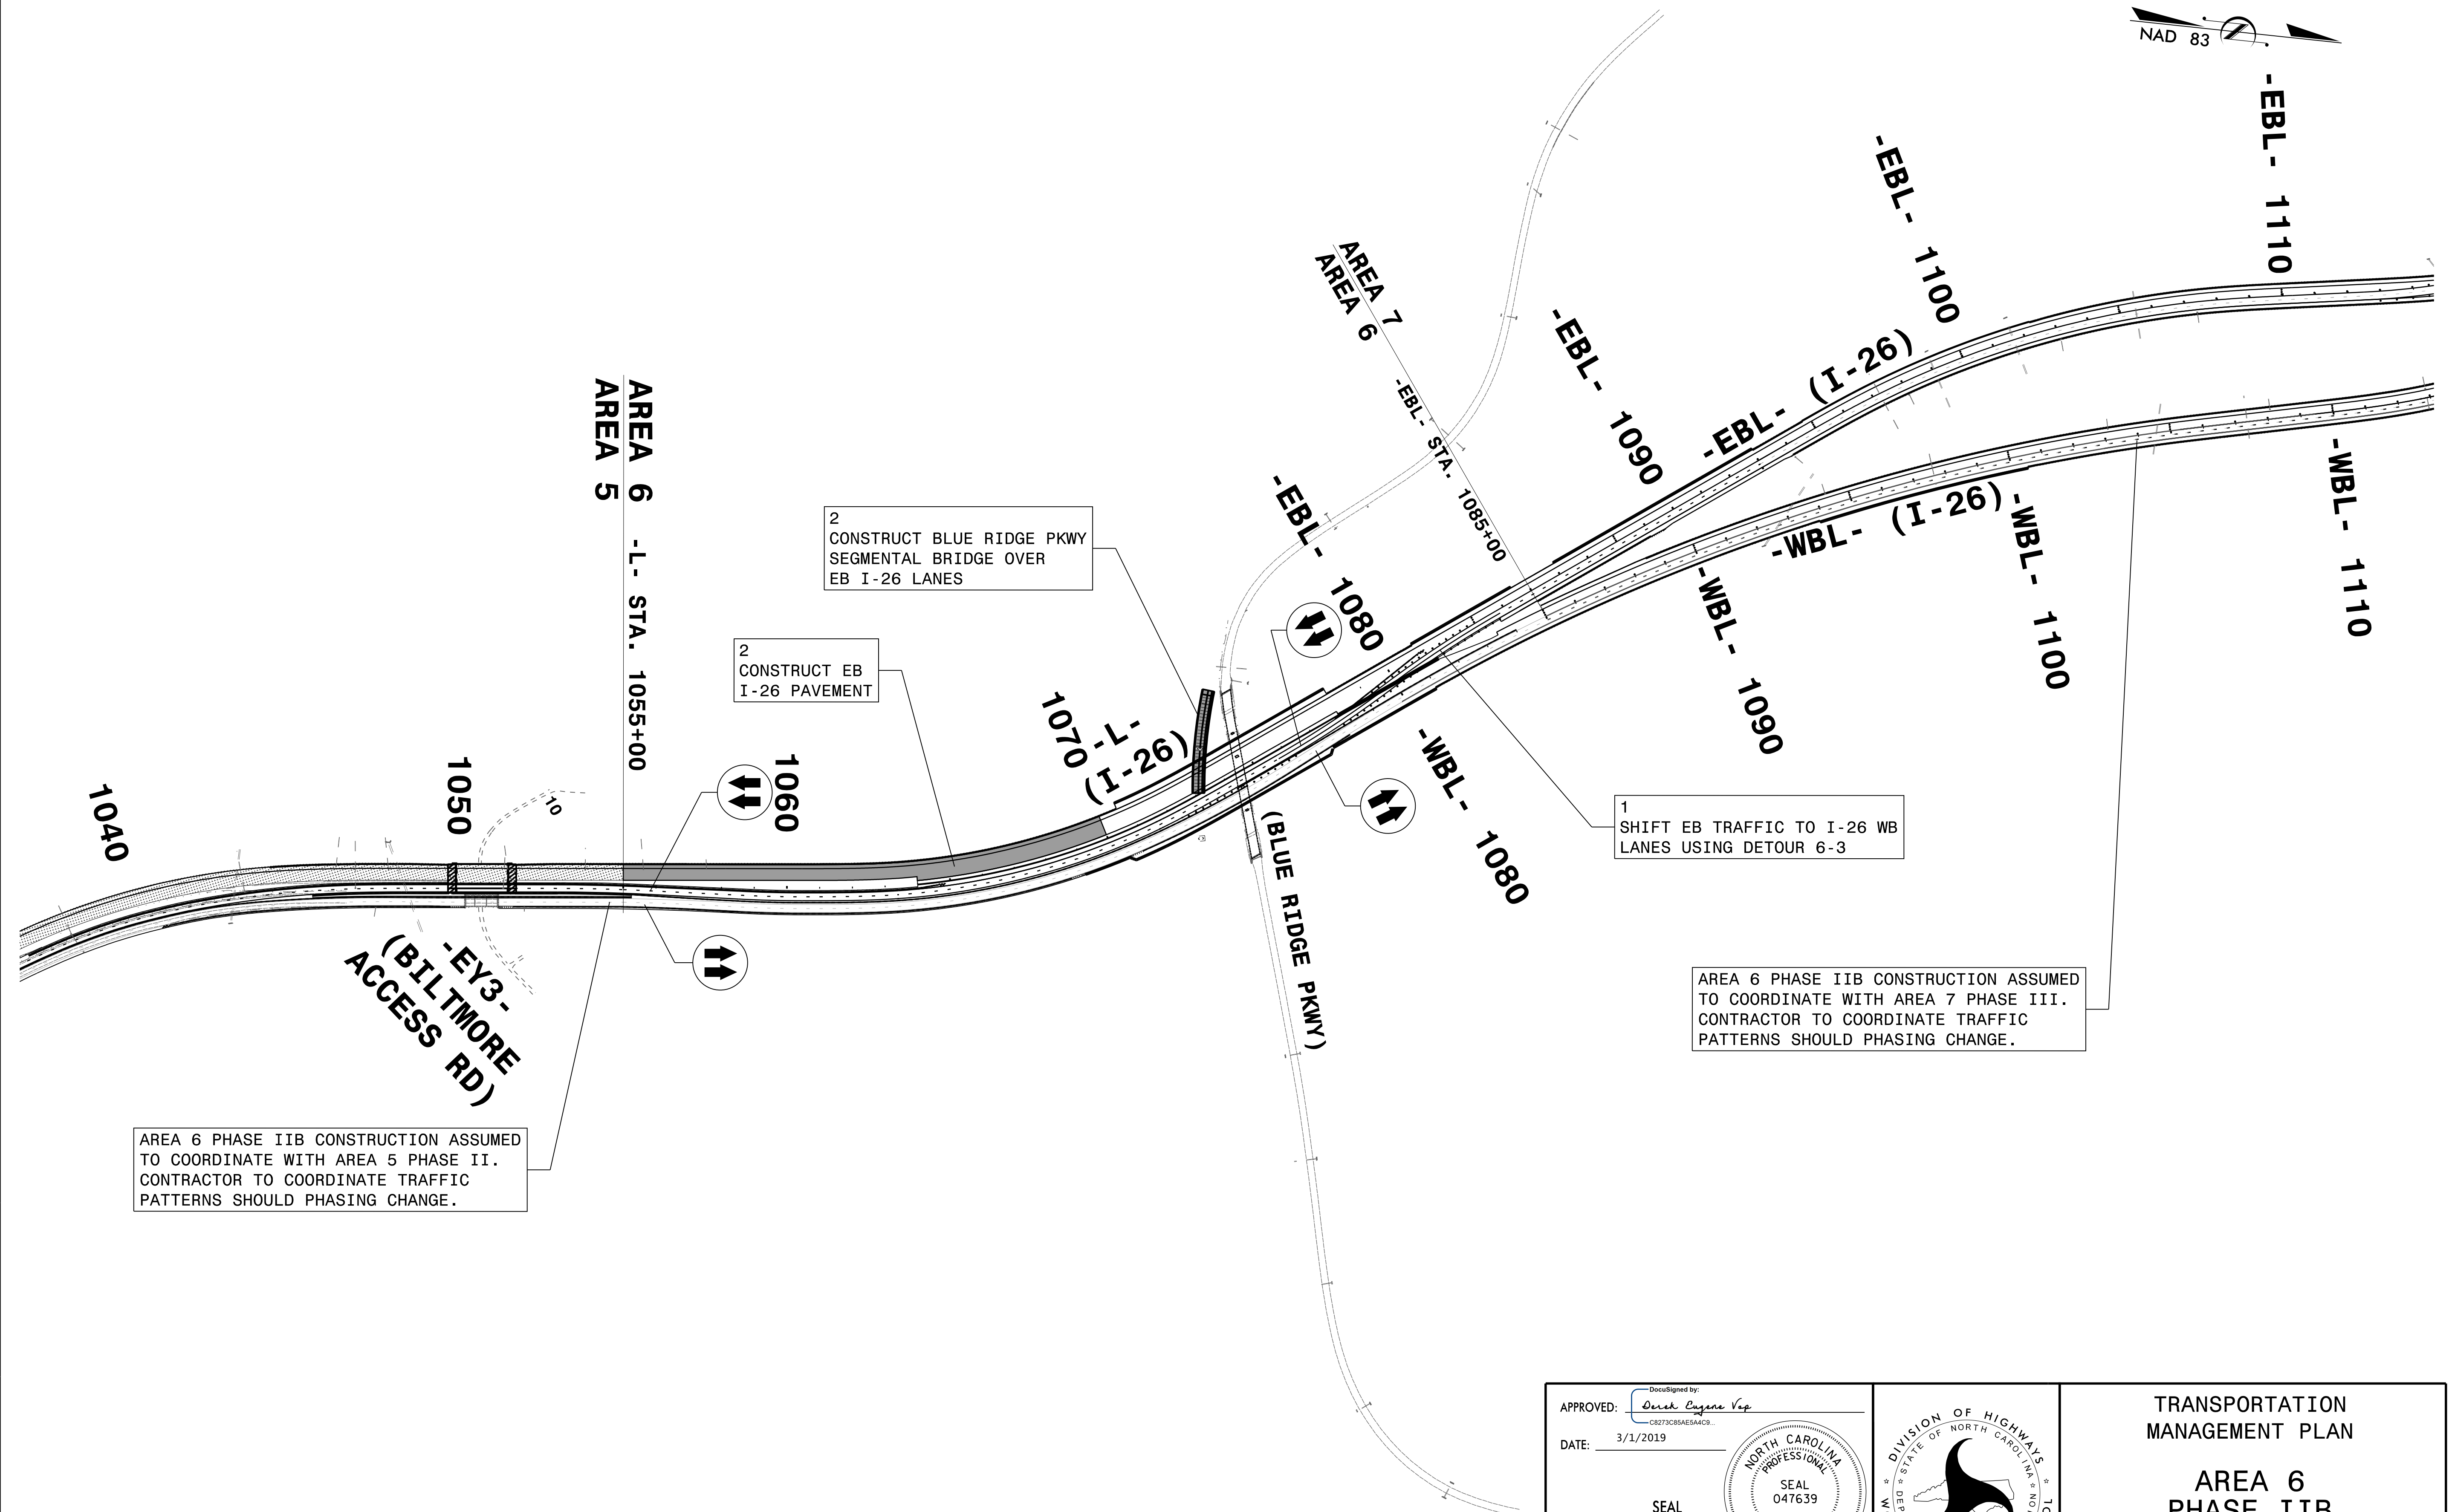 NAD 83
-EBL- 1110
-EBL- 1100
AREA 7
AREA 6
-EBL- STA. 1085+00
-EBL- 1090
-EBL- (I-26)
-WBL- (I-26)
-WBL- 1100
-WBL- 1110
-WBL- 1090
AREA 6 -L- STA. 1055+00
AREA 5
2
CONSTRUCT BLUE RIDGE PKWY
SEGMENTAL BRIDGE OVER
EB I-26 LANES
-EBL- 1080
2
CONSTRUCT EB
I-26 PAVEMENT
1070
-L-
(I-26)
-WBL- 1080
1040
1050
10
1060
1
SHIFT EB TRAFFIC TO I-26 WB
LANES USING DETOUR 6-3
(BLUE RIDGE PKWY)
-EY3-
(BILTMORE
ACCESS RD)
AREA 6 PHASE IIB CONSTRUCTION ASSUMED
TO COORDINATE WITH AREA 7 PHASE III.
CONTRACTOR TO COORDINATE TRAFFIC
PATTERNS SHOULD PHASING CHANGE.
AREA 6 PHASE IIB CONSTRUCTION ASSUMED
TO COORDINATE WITH AREA 5 PHASE II.
CONTRACTOR TO COORDINATE TRAFFIC
PATTERNS SHOULD PHASING CHANGE.
DocuSigned by:
APPROVED: Derek Eugene
C8273C85AE5A4C9...
DATE: 3/1/2019
NORTH CAROLINA
PROFESSIONAL
SEAL
047639
SEAL
DIVISION OF HIGHWAYS
STATE OF NORTH CAROLINA
TRANSPORTATION
MANAGEMENT PLAN
AREA 6
PHASE IIB